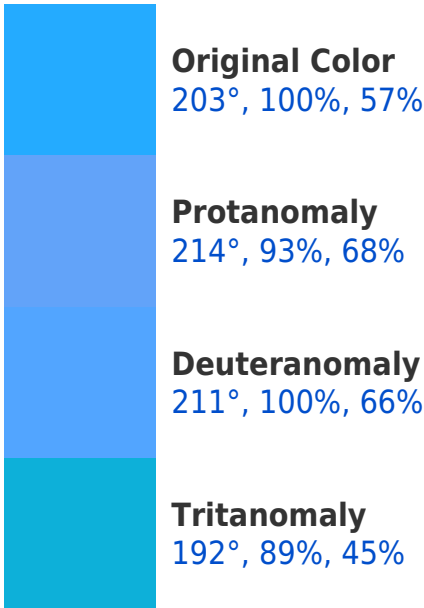 Original Color
203°, 100%, 57%
Protanomaly
214°, 93%, 68%
Deuteranomaly
211°, 100%, 66%
Tritanomaly
192°, 89%, 45%